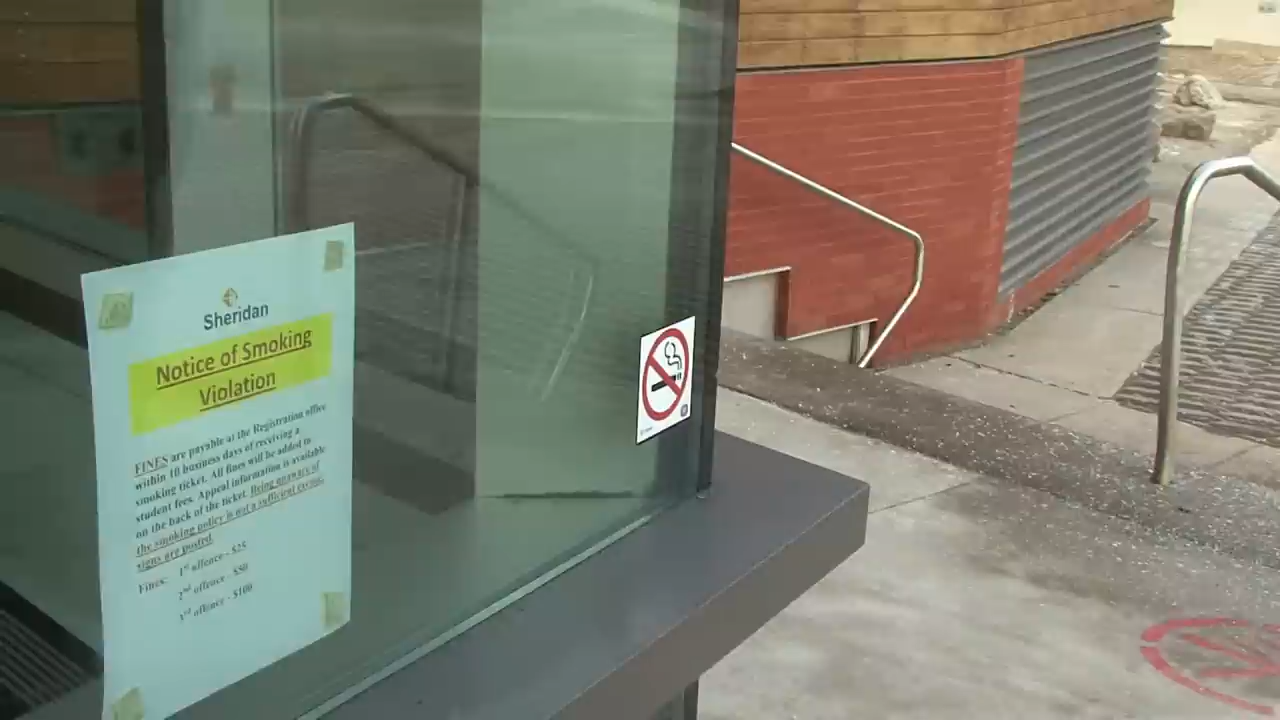 Sheridan
Notice of Smoking
Violation
FINES are payable at the Registration office
within 10 business days of receiving a
smoking ticket. All fines will be added to
student fees. Appeal information is available
on the back of the ticket. Being unaware of
the smoking policy is not a sufficient excuse,
signs are posted.
Fines: 1st offence - $25
2nd offence - $50
3rd offence - $100